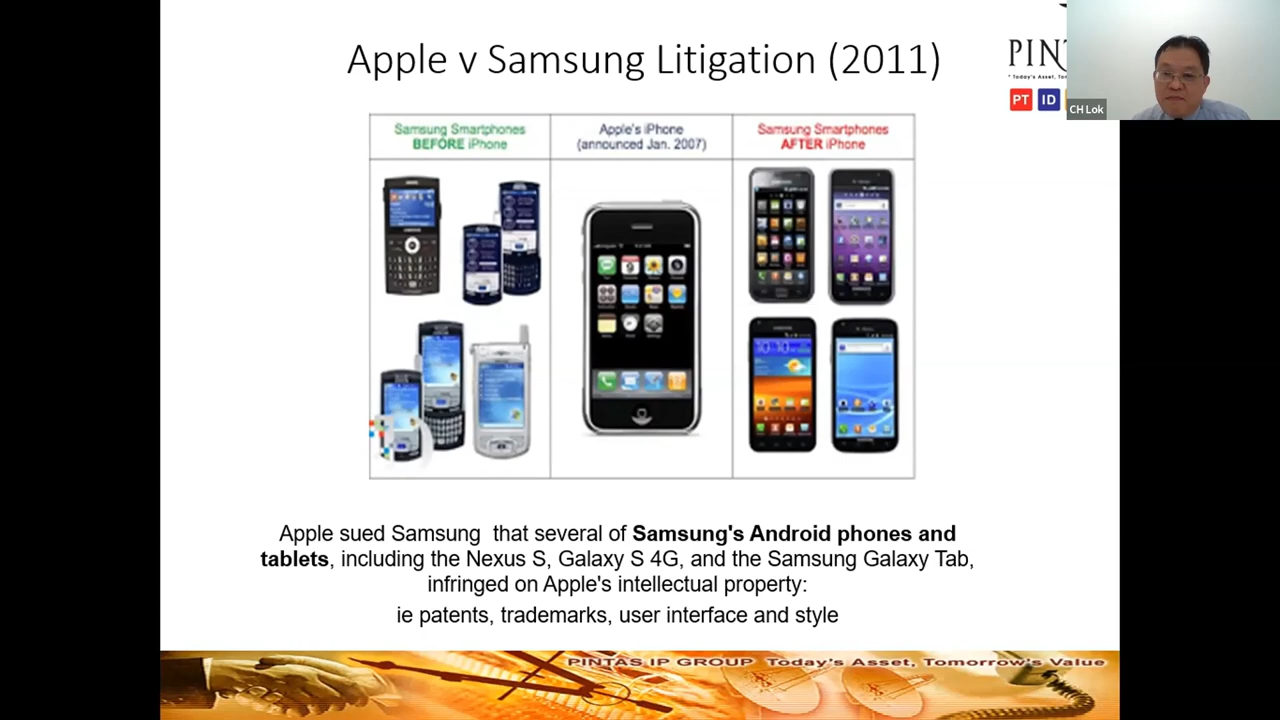 Apple v Samsung Litigation (2011)
PINT
" Today's Asset, Tom
PT ID
CH Lok
Samsung Smartphones
BEFORE iPhone
Apple's iPhone
(announced Jan. 2007)
Samsung Smartphones
AFTER iPhone
Apple sued Samsung that several of Samsung's Android phones and
tablets, including the Nexus S, Galaxy S 4G, and the Samsung Galaxy Tab,
infringed on Apple's intellectual property:
ie patents, trademarks, user interface and style
PINTAS IP GROUP Today's Asset, Tomorrow's Value